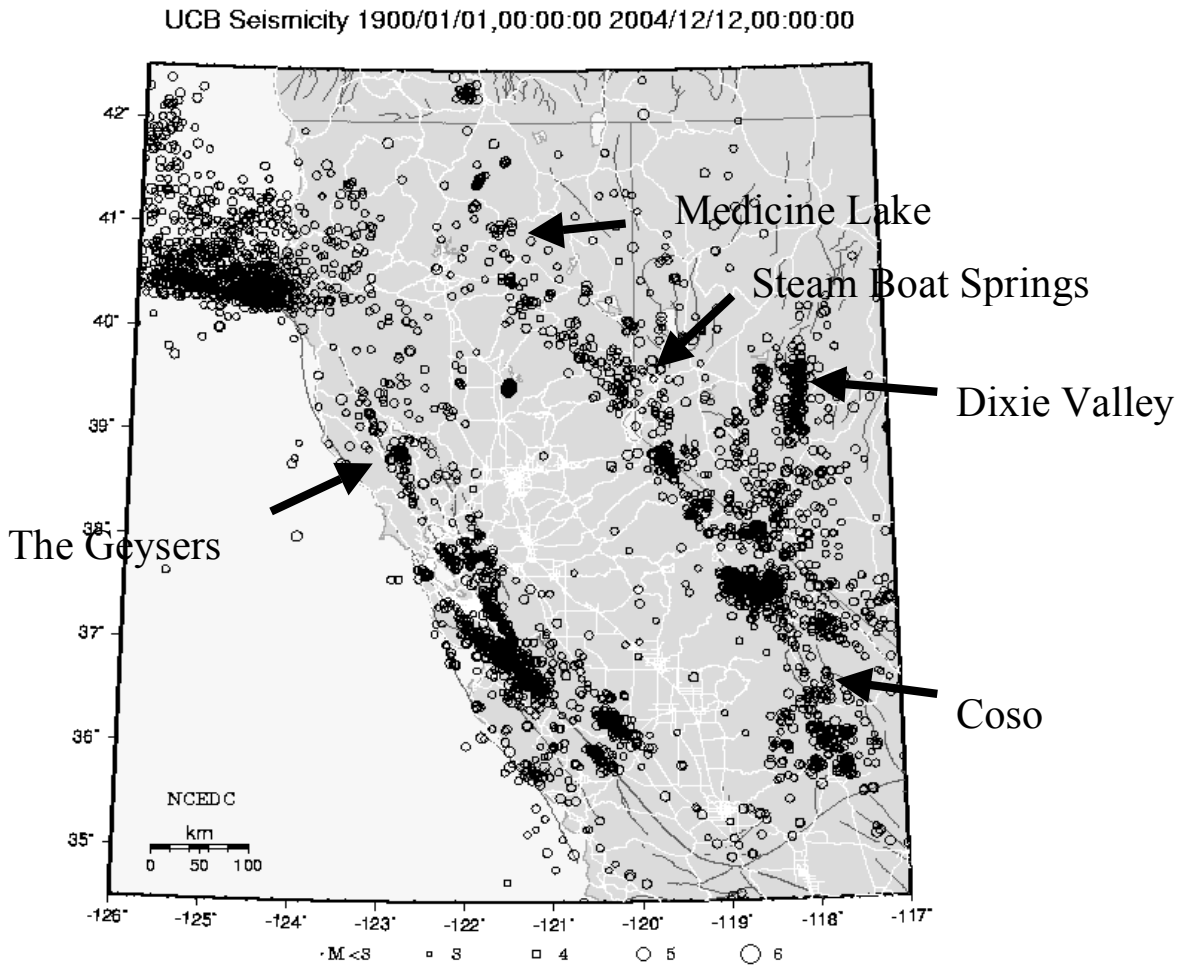 UCB Seismicity 1900/01/01,00:00:00 2004/12/12,00:00:00
42°
41°
Medicine Lake
Steam Boat Springs
40°
Dixie Valley
39°
38°
The Geysers
37°
Coso
36°
NCEDC
35°
km
0 50 100
-126° -125° -124° -123° -122° -121° -120° -119° -118° -117°
M<3 3 4 5 6